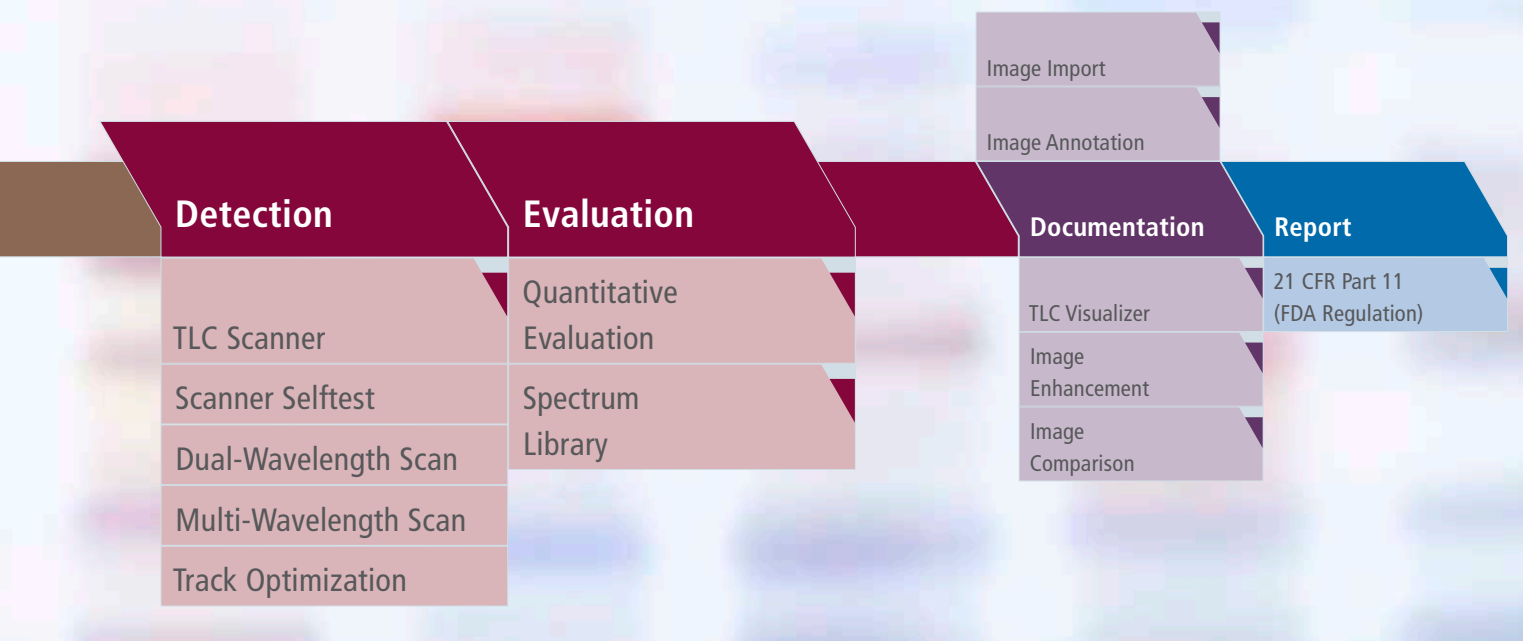 Image Import
Image Annotation
Detection
TLC Scanner
Scanner Selftest
Dual-Wavelength Scan
Multi-Wavelength Scan
Track Optimization
Evaluation
Quantitative
Evaluation
Spectrum
Library
Documentation
TLC Visualizer
Image
Enhancement
Image
Comparison
Report
21 CFR Part 11
(FDA Regulation)